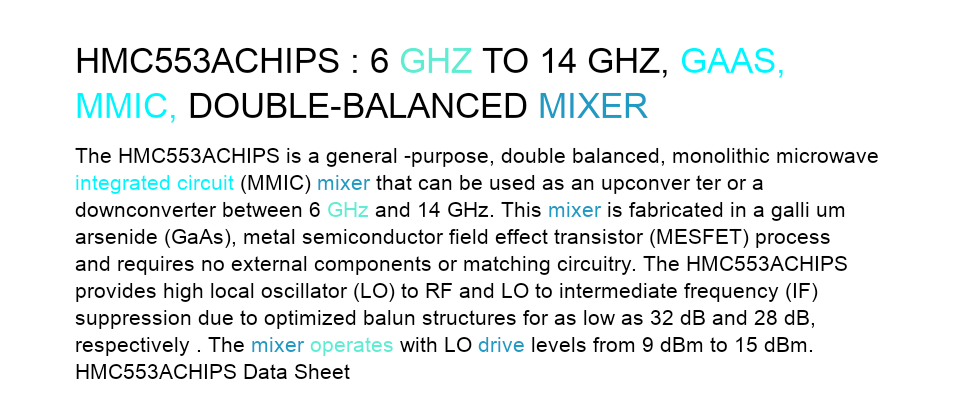 HMC553ACHIPS : 6 GHZ TO 14 GHZ, GAAS,
MMIC, DOUBLE-BALANCED MIXER
The HMC553ACHIPS is a general -purpose, double balanced, monolithic microwave
integrated circuit (MMIC) mixer that can be used as an upconver ter or a
downconverter between 6 GHz and 14 GHz. This mixer is fabricated in a galli um
arsenide (GaAs), metal semiconductor field effect transistor (MESFET) process
and requires no external components or matching circuitry. The HMC553ACHIPS
provides high local oscillator (LO) to RF and LO to intermediate frequency (IF)
suppression due to optimized balun structures for as low as 32 dB and 28 dB,
respectively . The mixer operates with LO drive levels from 9 dBm to 15 dBm.
HMC553ACHIPS Data Sheet